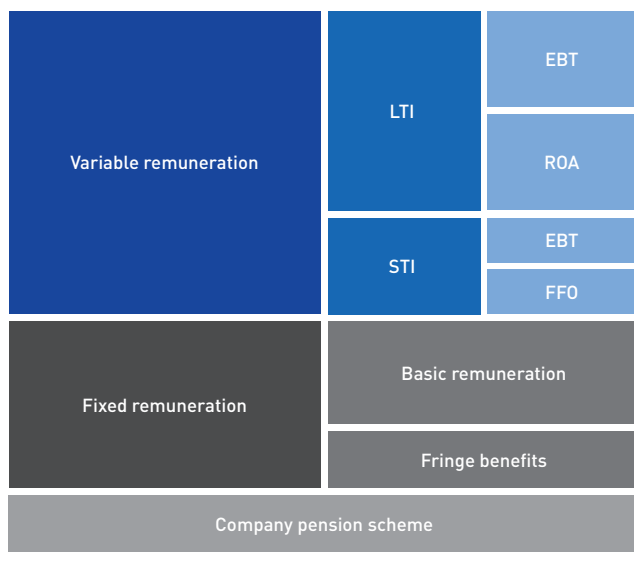 Variable remuneration
LTI
EBT
ROA
STI
EBT
FFO
Fixed remuneration
Basic remuneration
Fringe benefits
Company pension scheme